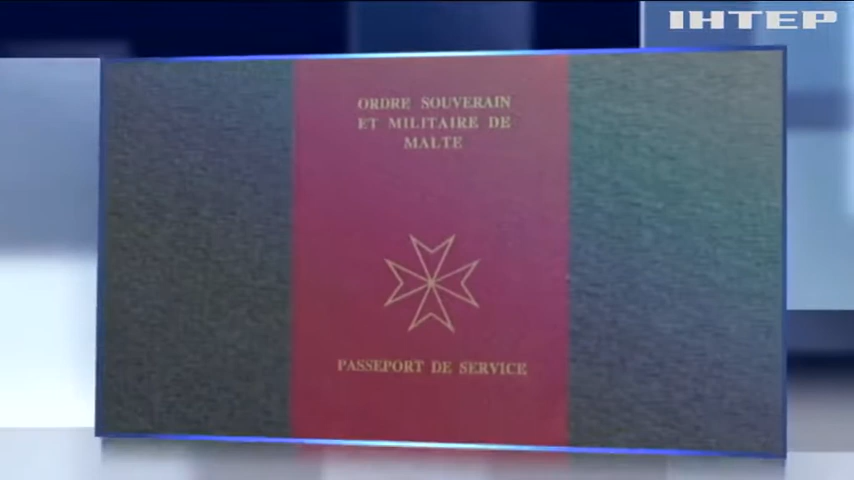 ІНТЕР
ORDRE SOUVERAIN
ET MILITAIRE DE
MALTE
PASSEPORT DE SERVICE